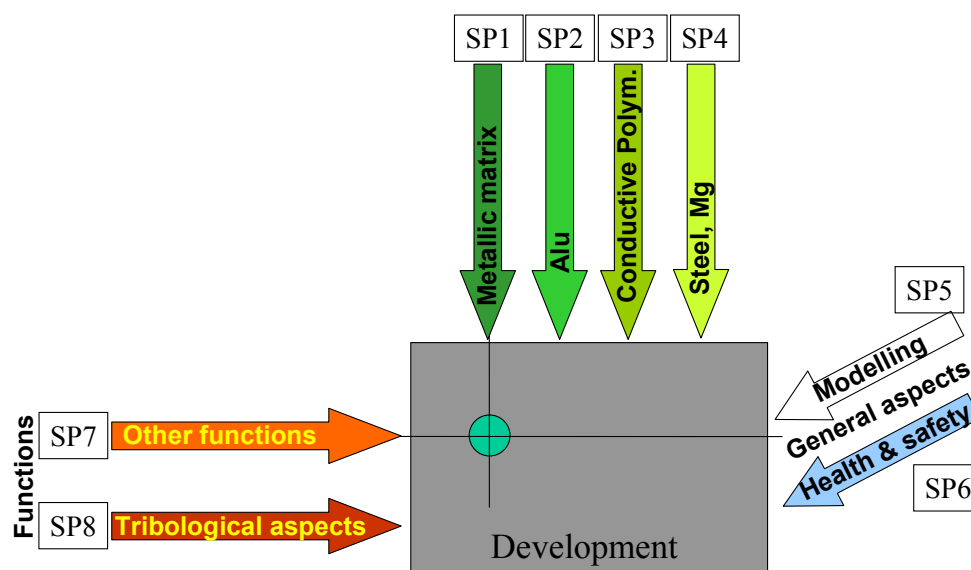 SP1
SP2
SP3
SP4
Metallic matrix
Alu
Conductive Polym.
Steel, Mg
SP5
Modelling
General aspects
Health & safety
SP6
Functions
SP7
Other functions
SP8
Tribological aspects
Development